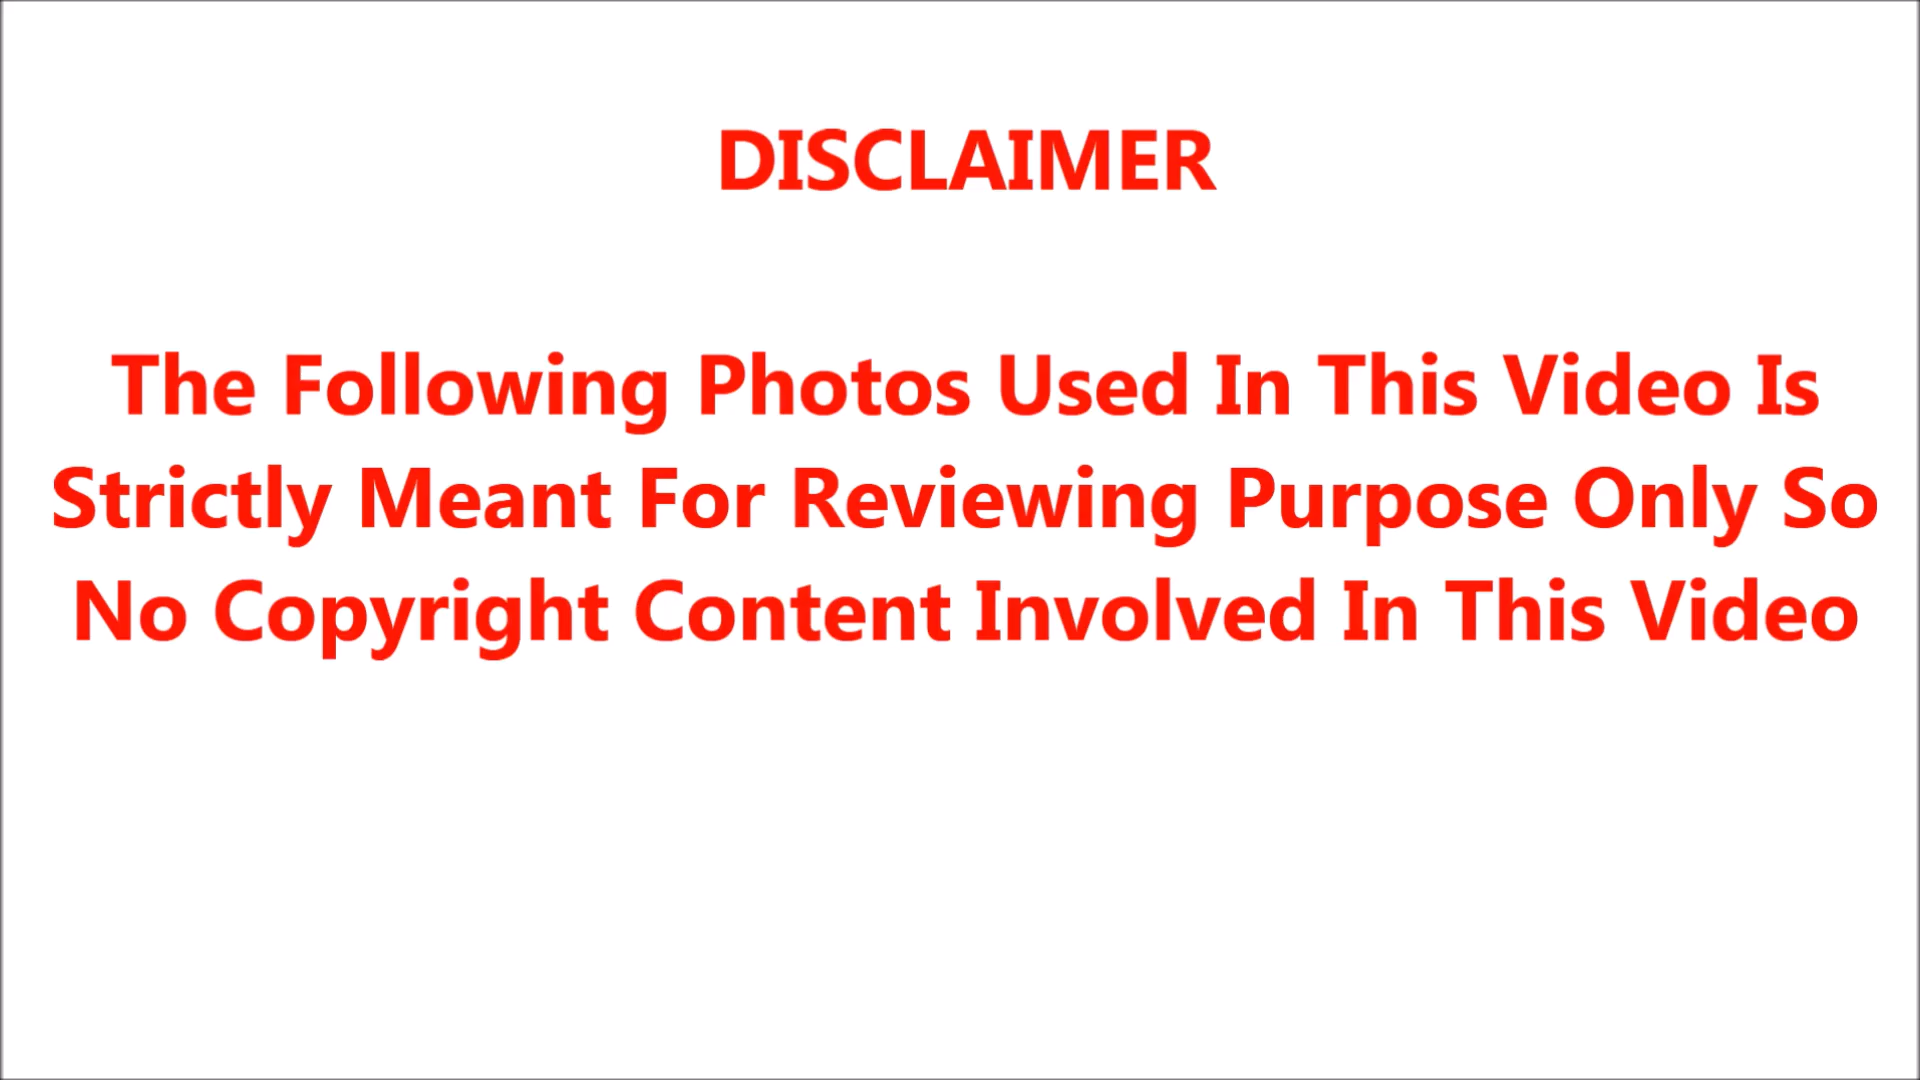 DISCLAIMER
The Following Photos Used In This Video Is
Strictly Meant For Reviewing Purpose Only So
No Copyright Content Involved In This Video